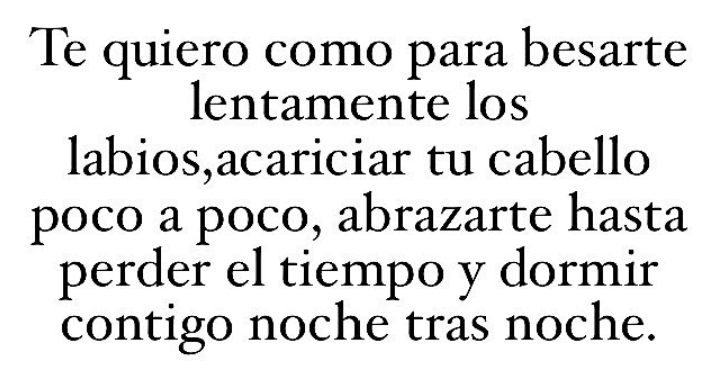 Te quiero como para besarte
lentamente los
labios,acariciar tu cabello
poco a poco, abrazarte hasta
perder el tiempo y dormir
contigo noche tras noche.